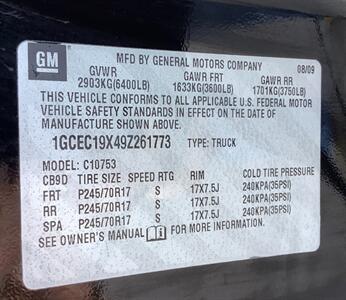 GM MFD BY GENERAL MOTORS COMPANY 08/09
GVWR GAWR FRT GAWR RR
2903KG(6400LB) 1633KG(3600LB) 1701KG(3750LB)
THIS VEHICLE CONFORMS TO ALL APPLICABLE U.S. FEDERAL MOTOR
VEHICLE SAFETY STANDARDS IN EFFECT ON THE DATE OF
MANUFACTURE SHOWN ABOVE.
1GCEC19X49Z261773 TYPE: TRUCK
MODEL: C10753
CB9D TIRE SIZE SPEED RTG RIM COLD TIRE PRESSURE
FRT P245/70R17 S 17X7.5J 240KPA(35PSI)
RR P245/70R17 S 17X7.5J 240KPA(35PSI)
SPA P245/70R17 S 17X7.5J 240KPA(35PSI)
SEE OWNER'S MANUAL FOR MORE INFORMATION.